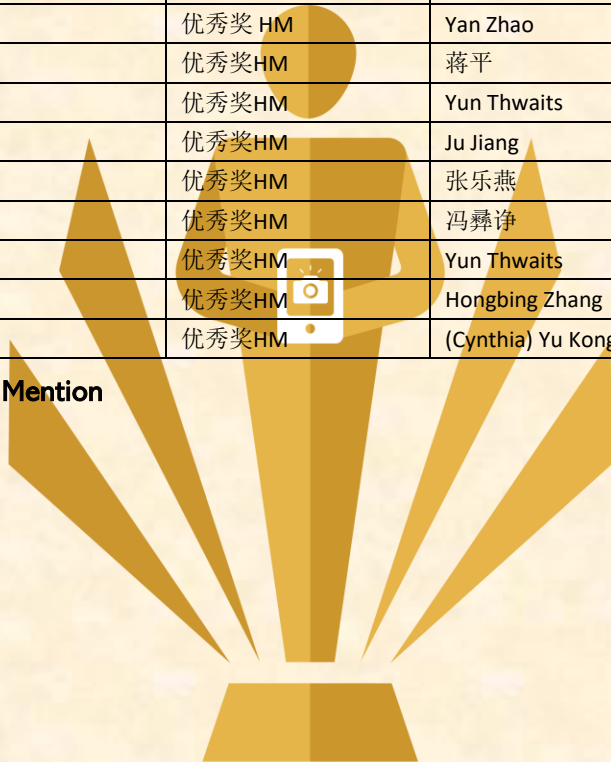 优秀奖 HM Yan Zhao
优秀奖HM 蒋平
优秀奖HM Yun Thwaits
优秀奖HM Ju Jiang
优秀奖HM 张乐燕
优秀奖HM 冯彝诤
优秀奖HM Yun Thwaits
优秀奖HM Hongbing Zhang
优秀奖HM (Cynthia) Yu Kong
Mention